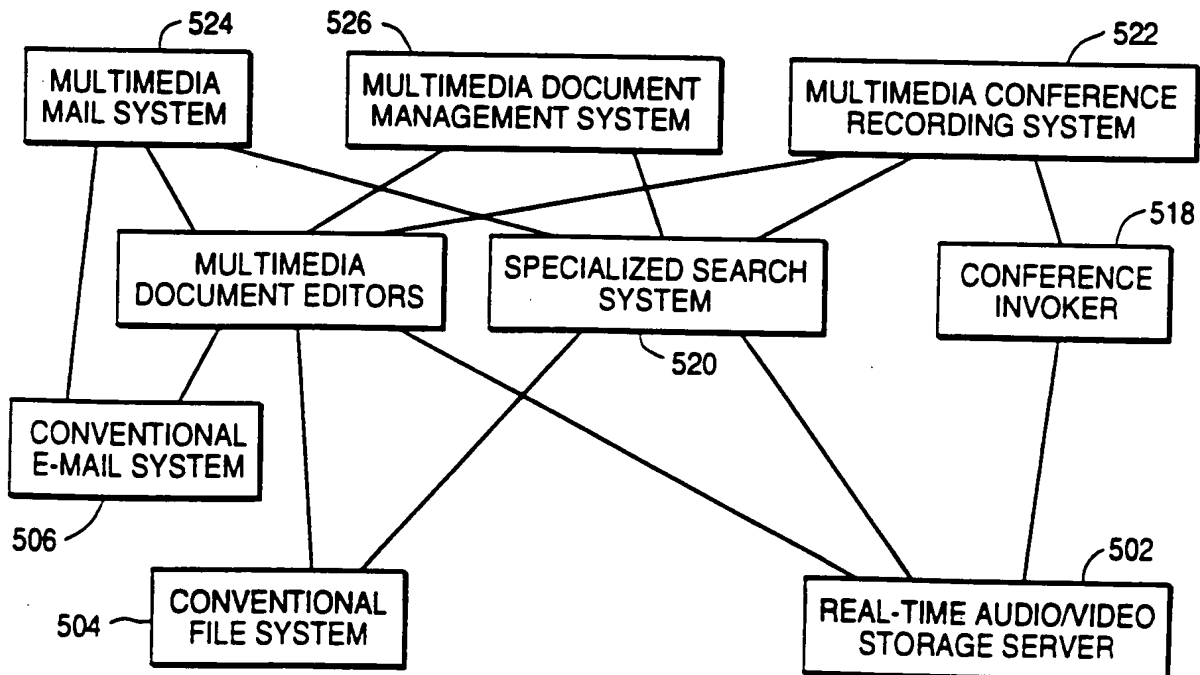 524
526
522
MULTIMEDIA
MAIL SYSTEM
MULTIMEDIA DOCUMENT
MANAGEMENT SYSTEM
MULTIMEDIA CONFERENCE
RECORDING SYSTEM
518
MULTIMEDIA
DOCUMENT EDITORS
SPECIALIZED SEARCH
SYSTEM
CONFERENCE
INVOKER
520
CONVENTIONAL
E-MAIL SYSTEM
506
502
504
CONVENTIONAL
FILE SYSTEM
REAL-TIME AUDIO/VIDEO
STORAGE SERVER